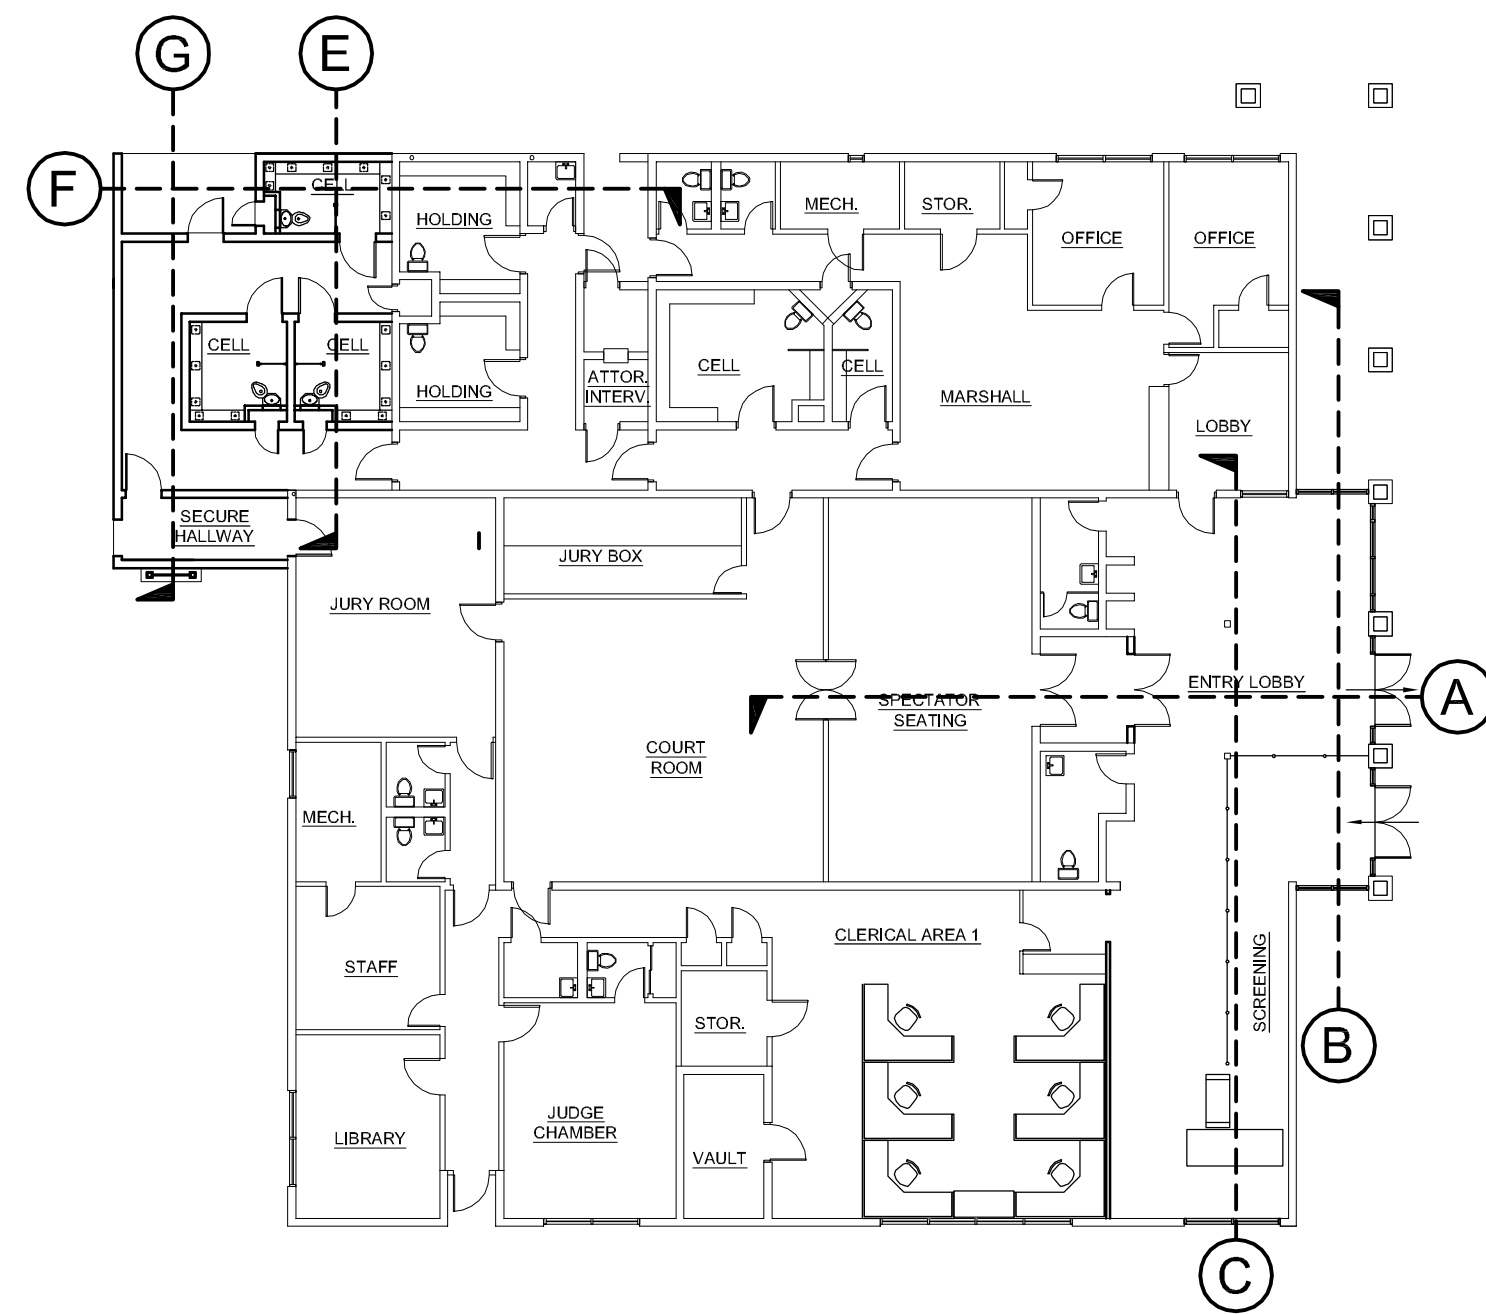 G
E
F
CELL
HOLDING
MECH.
STOR.
OFFICE
OFFICE
CELL
CELL
HOLDING
ATTOR.
INTERV.
CELL
CELL
MARSHALL
LOBBY
SECURE
HALLWAY
JURY BOX
JURY ROOM
ENTRY LOBBY
SPECTATOR
SEATING
A
COURT
ROOM
MECH.
CLERICAL AREA 1
STAFF
SCREENING
STOR.
B
JUDGE
CHAMBER
LIBRARY
VAULT
C